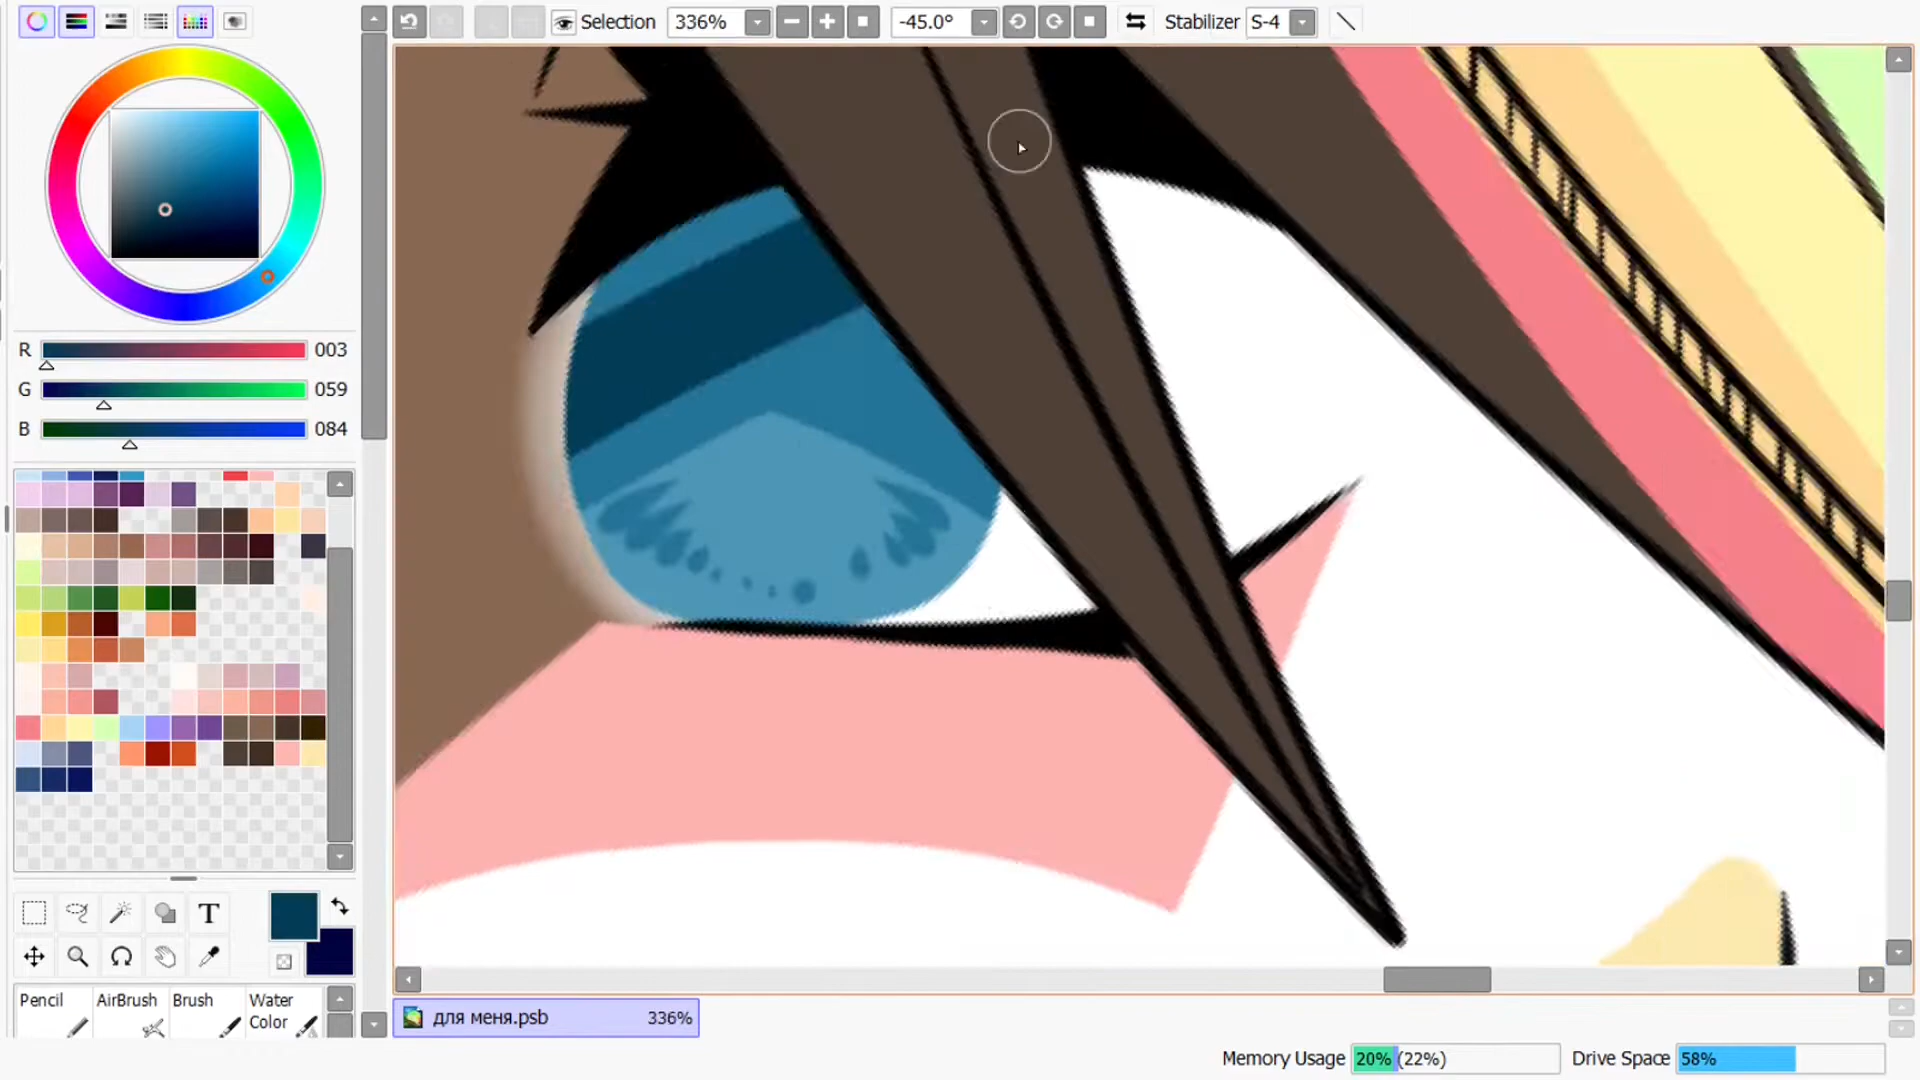 Selection 336% -45.0° Stabilizer S-4
R 003
G 059
B 084
T
Pencil AirBrush Brush Water Color
для меня.psb 336%
Memory Usage 20% (22%) Drive Space 58%